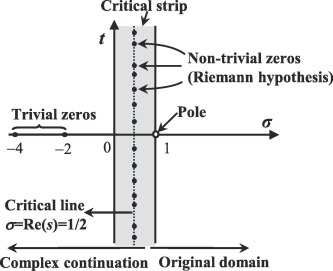 Critical strip
t
Non-trivial zeros
(Riemann hypothesis)
Trivial zeros
Pole
σ
−4
−2
0
1
Critical line
σ=Re(s)=1/2
Complex continuation
Original domain